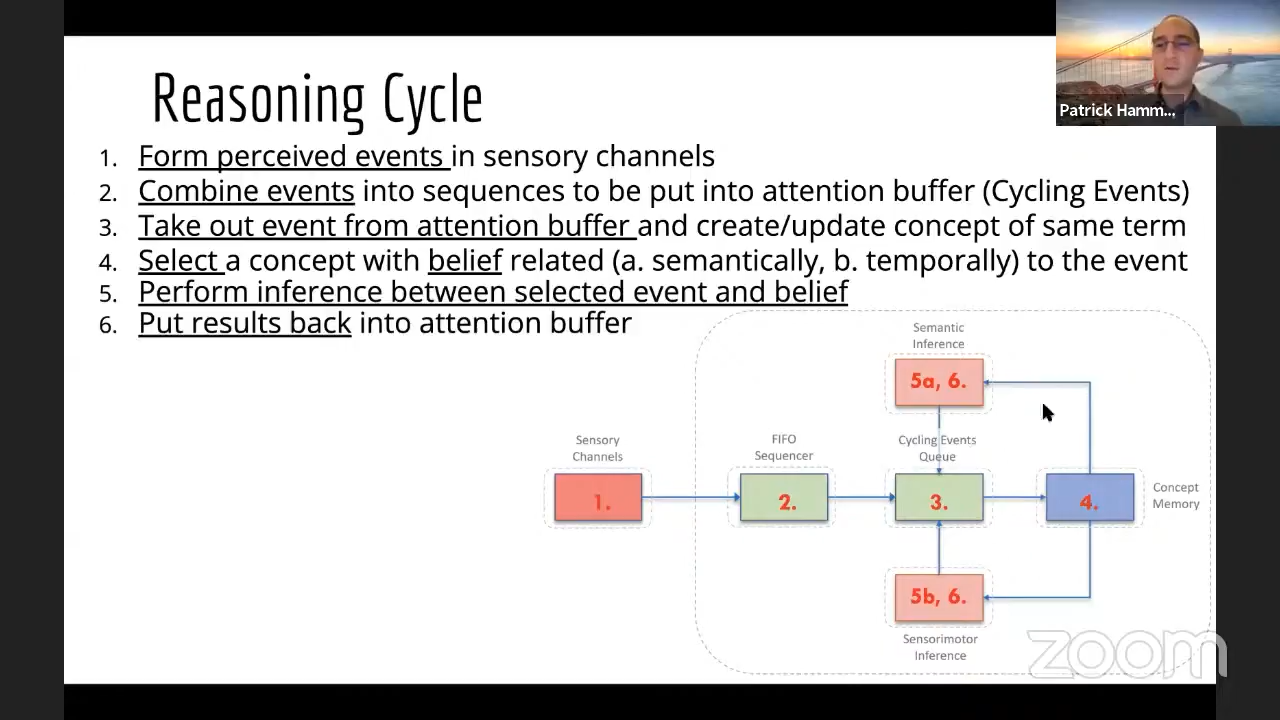 Patrick Hamm...
Reasoning Cycle
1. Form perceived events in sensory channels
2. Combine events into sequences to be put into attention buffer (Cycling Events)
3. Take out event from attention buffer and create/update concept of same term
4. Select a concept with belief related (a. semantically, b. temporally) to the event
5. Perform inference between selected event and belief
6. Put results back into attention buffer
Semantic
Inference
5a, 6.
Sensory
Channels
FIFO
Sequencer
Cycling Events
Queue
1.
2.
3.
4.
Concept
Memory
5b, 6.
Sensorimotor
Inference
zoom